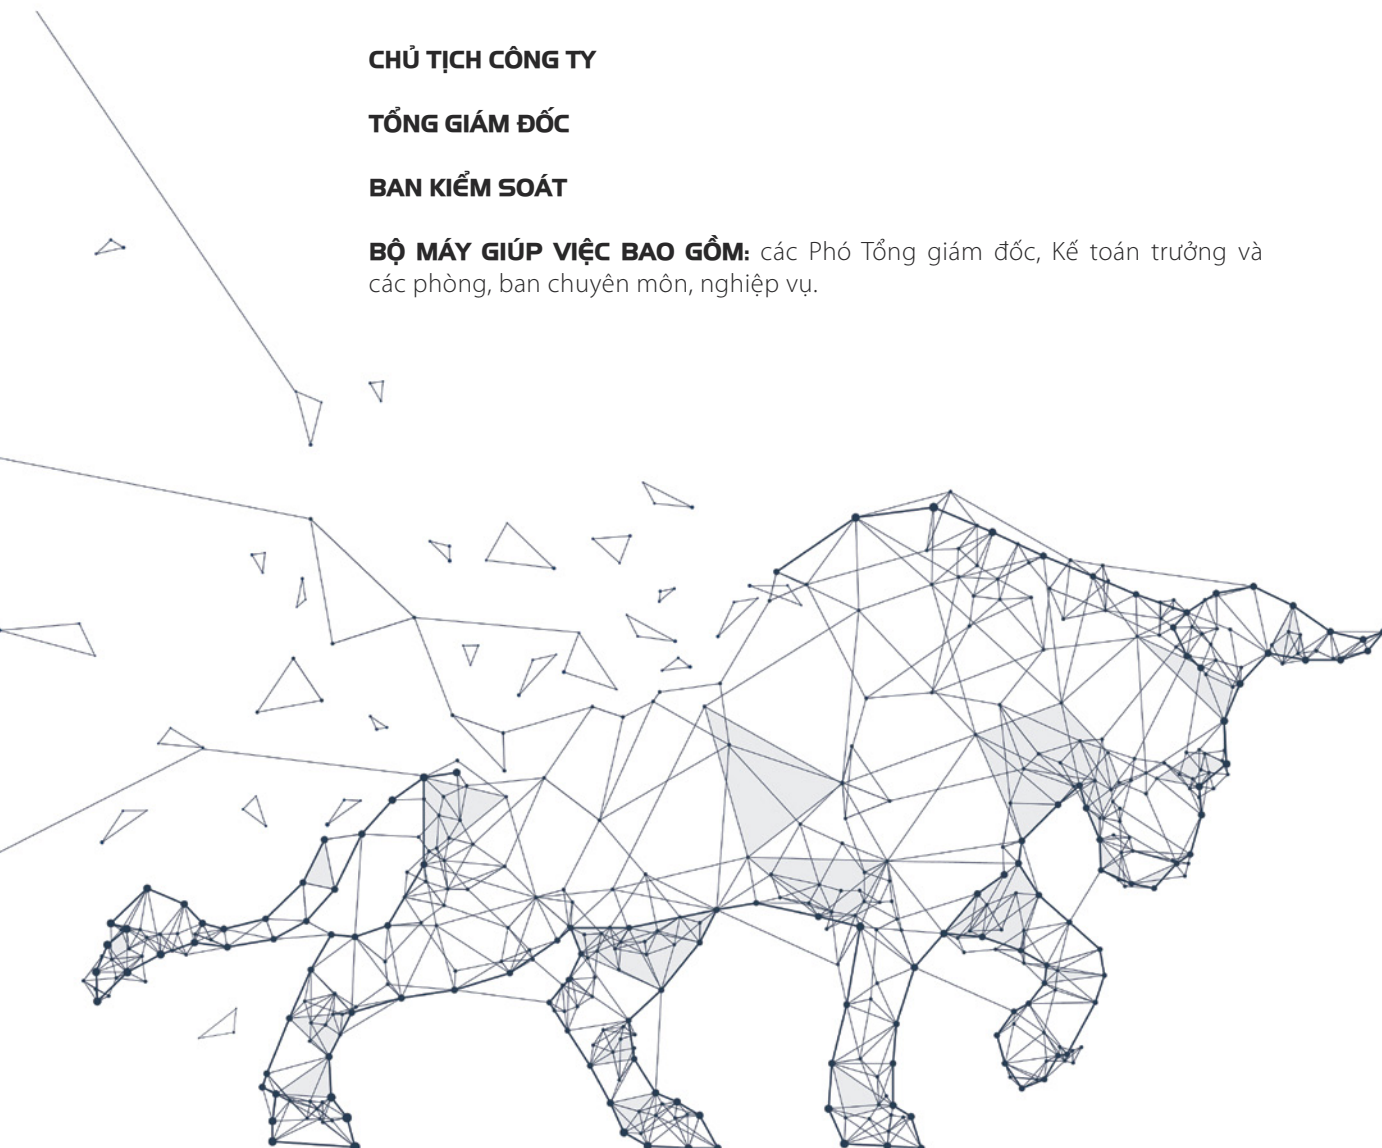 CHỦ TỊCH CÔNG TY
TỔNG GIÁM ĐỐC
BAN KIỂM SOÁT
BỘ MÁY GIÚP VIỆC BAO GỒM: các Phó Tổng giám đốc, Kế toán trưởng và
các phòng, ban chuyên môn, nghiệp vụ.